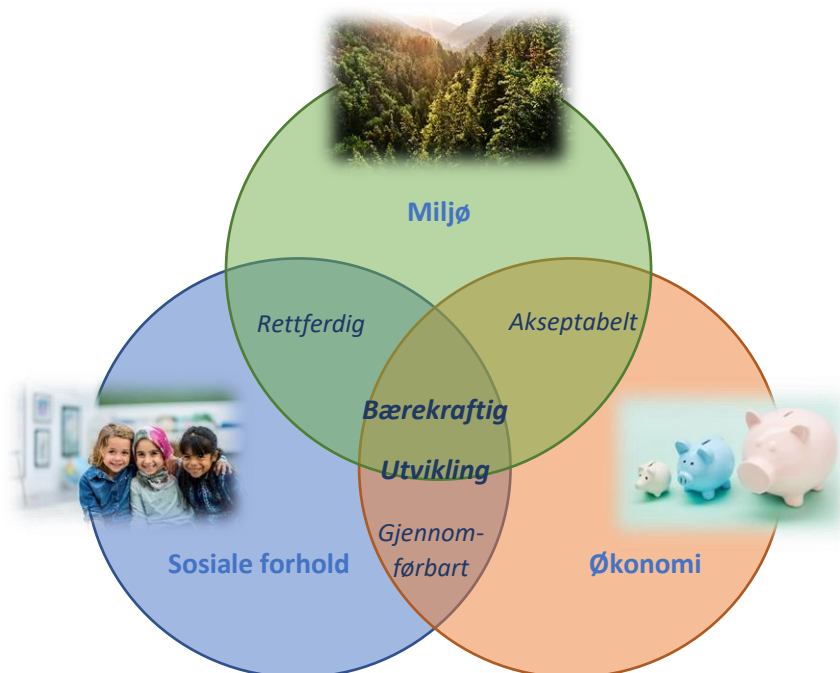 Miljø
Rettferdig
Akseptabelt
Bærekraftig
Utvikling
Gjennom-
førbart
Sosiale forhold
Økonomi